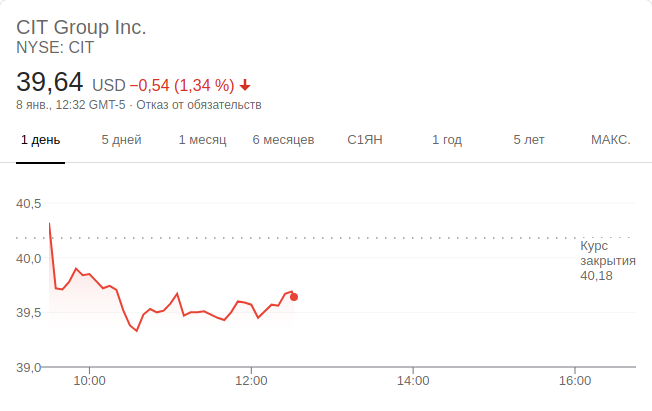 CIT Group Inc.
NYSE: CIT
39,64 USD −0,54 (1,34 %)
8 янв., 12:32 GMT-5 · Отказ от обязательств
1 день 5 дней 1 месяц 6 месяцев С1ЯН 1 год 5 лет МАКС.
40,5
40,0
39,5
39,0
Курс
закрытия
40,18
10:00 12:00 14:00 16:00